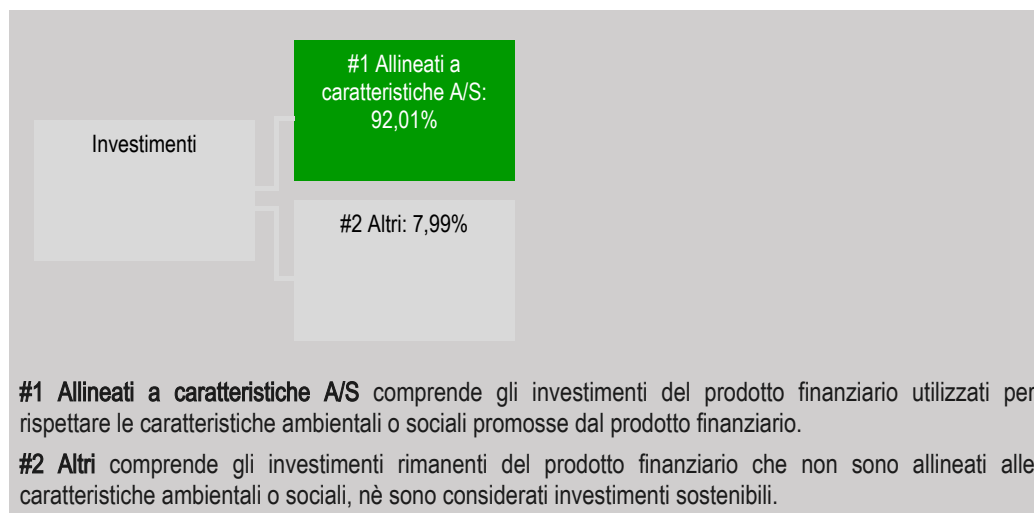 #1 Allineati a
caratteristiche A/S:
92,01%
Investimenti
#2 Altri: 7,99%
#1 Allineati a caratteristiche A/S comprende gli investimenti del prodotto finanziario utilizzati per
rispettare le caratteristiche ambientali o sociali promosse dal prodotto finanziario.
#2 Altri comprende gli investimenti rimanenti del prodotto finanziario che non sono allineati alle
caratteristiche ambientali o sociali, nè sono considerati investimenti sostenibili.